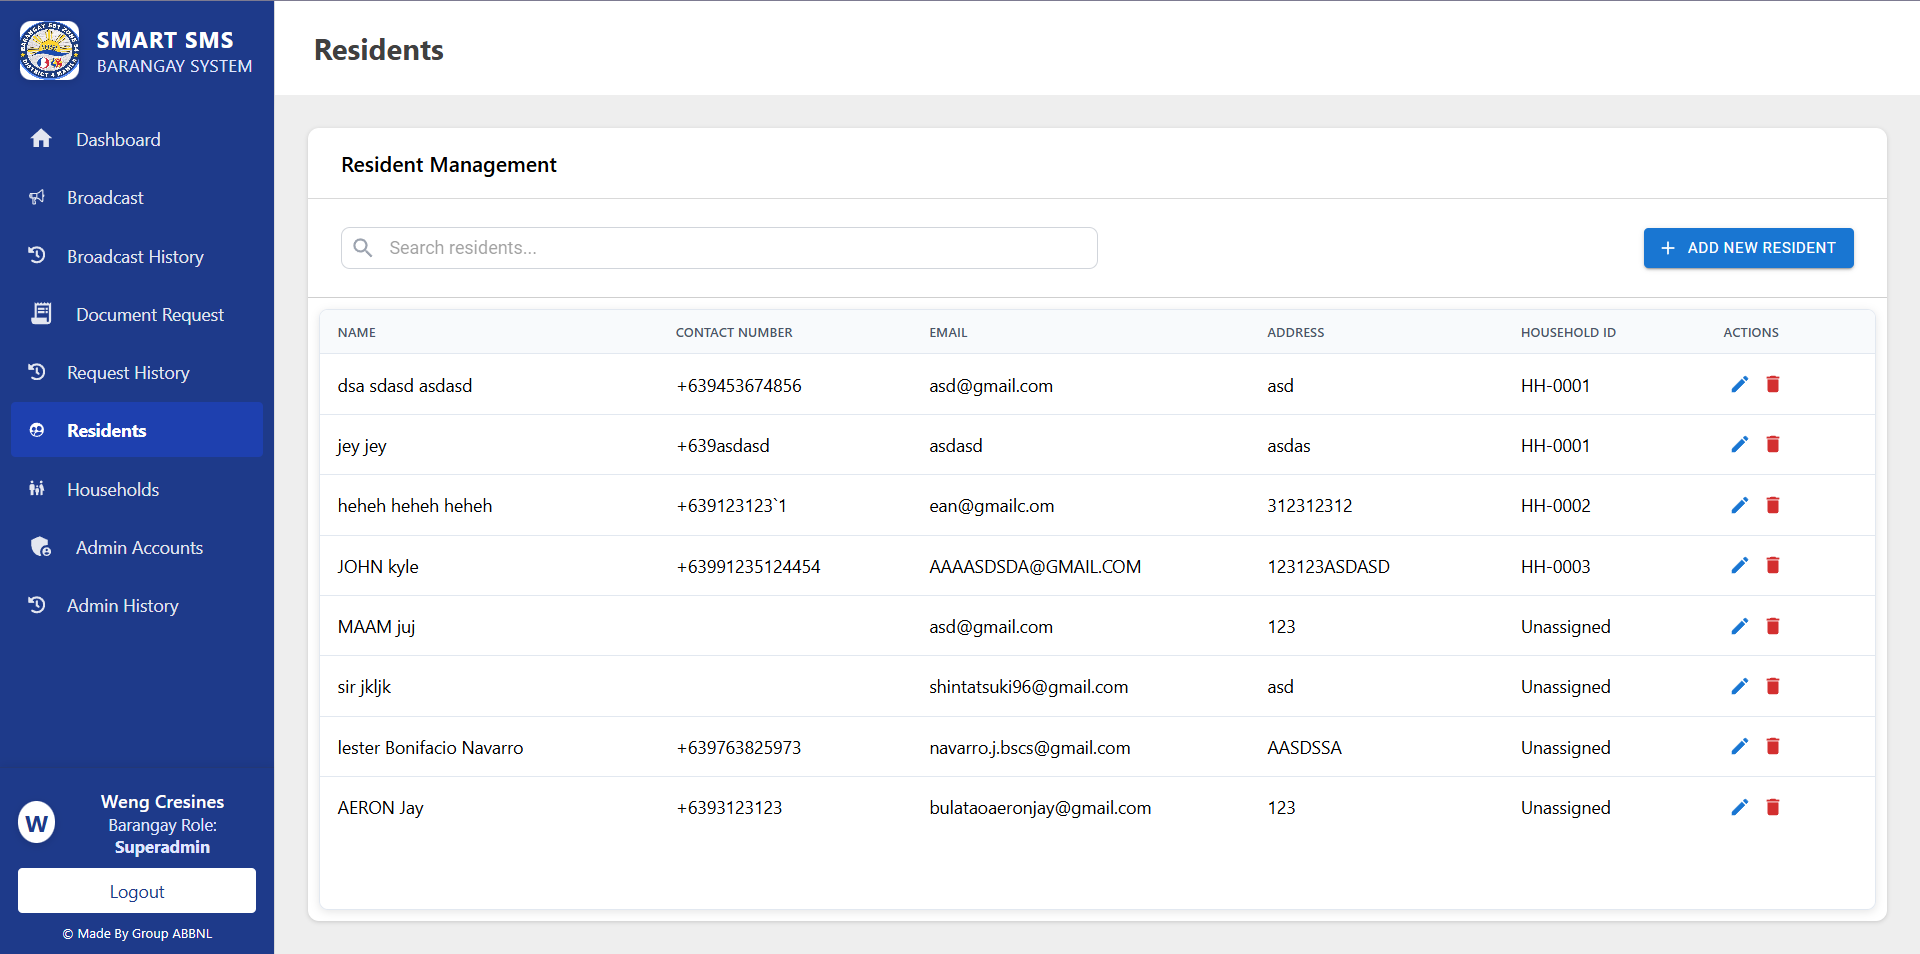 SMART SMS
BARANGAY SYSTEM
Dashboard
Broadcast
Broadcast History
Document Request
Request History
Residents
Households
Admin Accounts
Admin History
W
Weng Cresines
Barangay Role:
Superadmin
Logout
© Made By Group ABBNL
Residents
Resident Management
Search residents...
+ ADD NEW RESIDENT
NAME CONTACT NUMBER EMAIL ADDRESS HOUSEHOLD ID ACTIONS
dsa sdasd asdasd +639453674856 asd@gmail.com asd HH-0001
jey jey +639asdasd asdasd asdas HH-0001
heheh heheh heheh +639123123`1 ean@gmailc.om 312312312 HH-0002
JOHN kyle +63991235124454 AAAASDSDA@GMAIL.COM 123123ASDASD HH-0003
MAAM juj asd@gmail.com 123 Unassigned
sir jkljk shintatsuki96@gmail.com asd Unassigned
lester Bonifacio Navarro +639763825973 navarro.j.bscs@gmail.com AASDSSA Unassigned
AERON Jay +6393123123 bulataoaeronjay@gmail.com 123 Unassigned